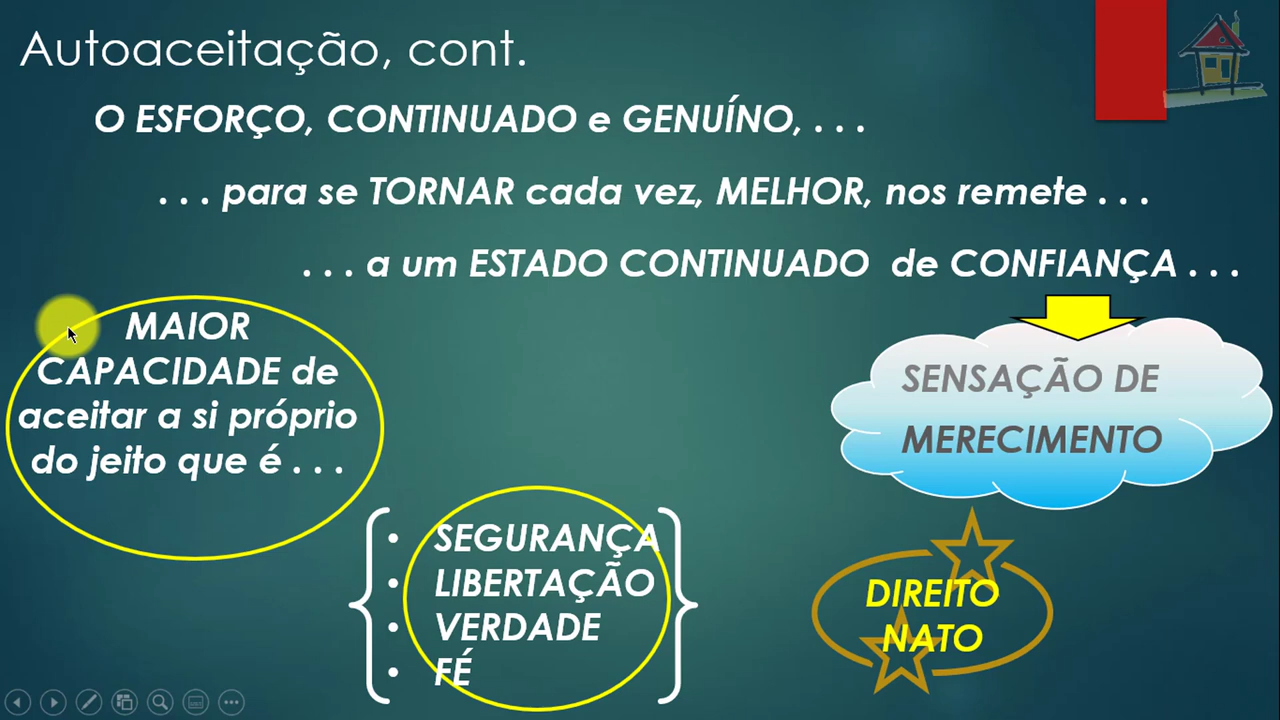 Autoaceitação, cont.
O ESFORÇO, CONTINUADO e GENUÍNO, . . .
. . . para se TORNAR cada vez, MELHOR, nos remete . . .
. . . a um ESTADO CONTINUADO de CONFIANÇA . . .
MAIOR
CAPACIDADE de
aceitar a si próprio
do jeito que é . . .
SENSAÇÃO DE
MERECIMENTO
• SEGURANÇA
• LIBERTAÇÃO
• VERDADE
• FÉ
DIREITO
NATO